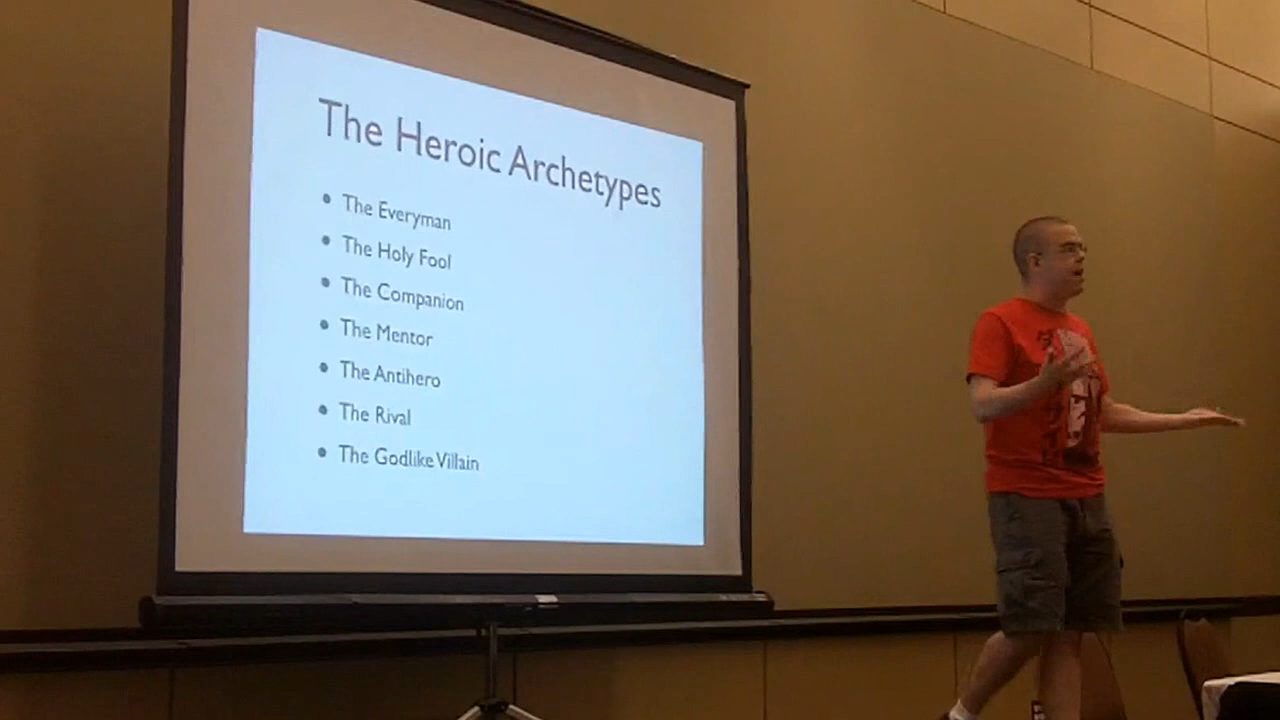 The Heroic Archetypes
• The Everyman
• The Holy Fool
• The Companion
• The Mentor
• The Antihero
• The Rival
• The Godlike Villain